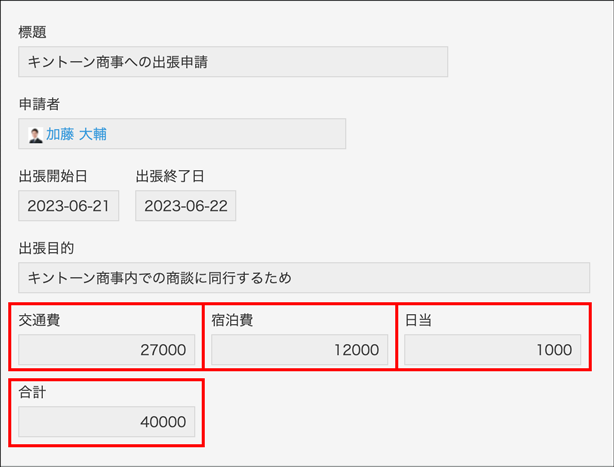 標題
キントーン商事への出張申請
申請者
加藤 大輔
出張開始日 出張終了日
2023-06-21 2023-06-22
出張目的
キントーン商事内での商談に同行するため
交通費 宿泊費 日当
27000 12000 1000
合計
40000